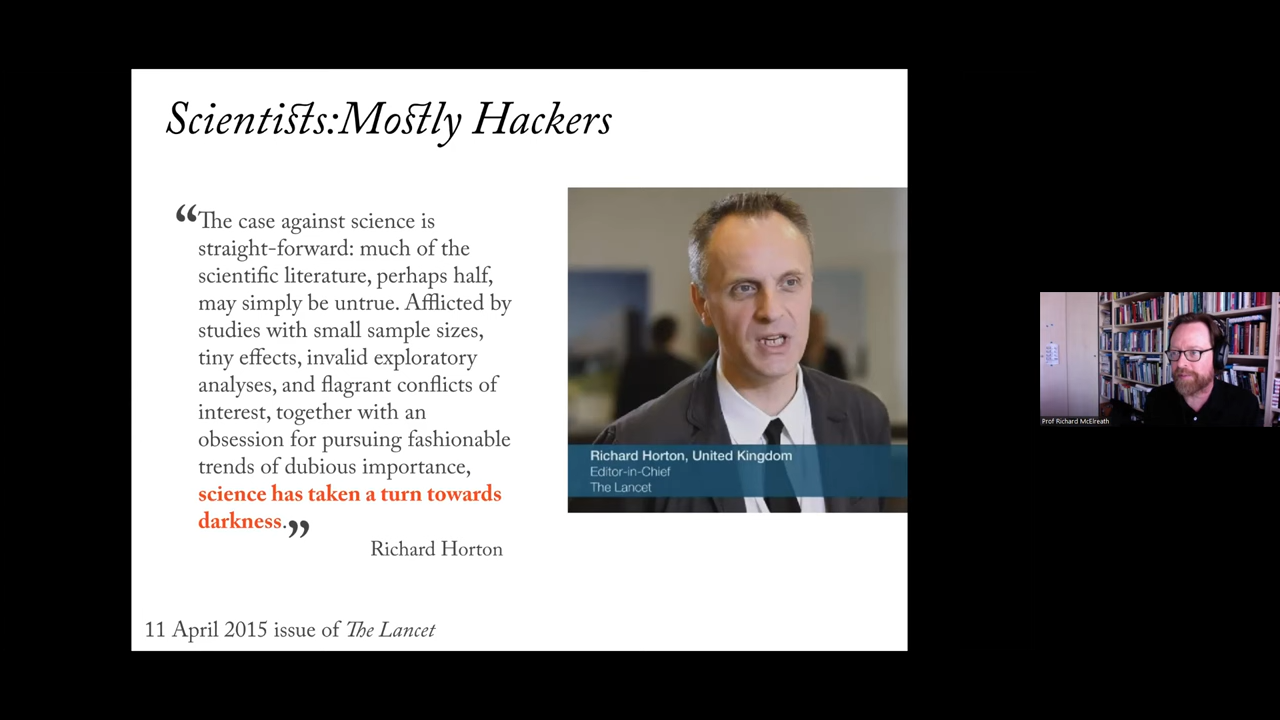 Scientists:Mostly Hackers
“The case against science is
straight-forward: much of the
scientific literature, perhaps half,
may simply be untrue. Afflicted by
studies with small sample sizes,
tiny effects, invalid exploratory
analyses, and flagrant conflicts of
interest, together with an
obsession for pursuing fashionable
trends of dubious importance,
science has taken a turn towards
darkness.”
Richard Horton
11 April 2015 issue of The Lancet
Richard Horton, United Kingdom
Editor-in-Chief
The Lancet
Prof Richard McElreath